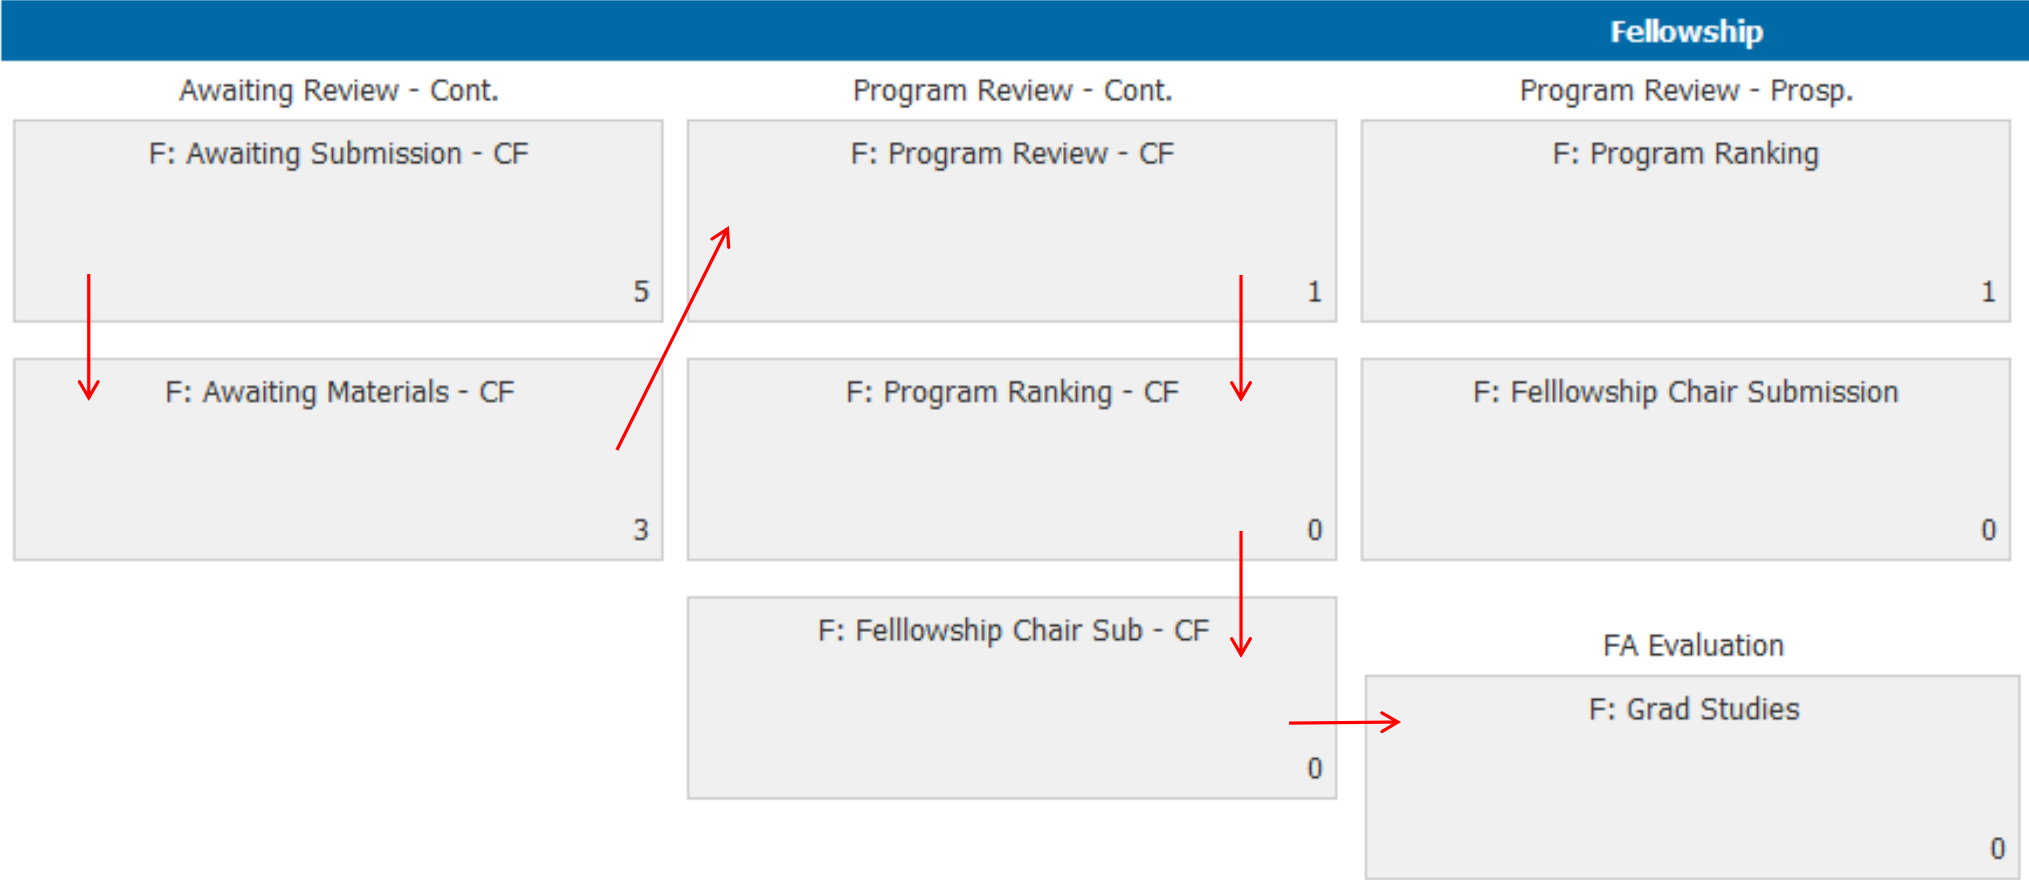 Fellowship
Awaiting Review - Cont.
F: Awaiting Submission - CF
5
F: Awaiting Materials - CF
3
Program Review - Cont.
F: Program Review - CF
1
F: Program Ranking - CF
0
F: Felllowship Chair Sub - CF
0
Program Review - Prosp.
F: Program Ranking
1
F: Felllowship Chair Submission
0
FA Evaluation
F: Grad Studies
0